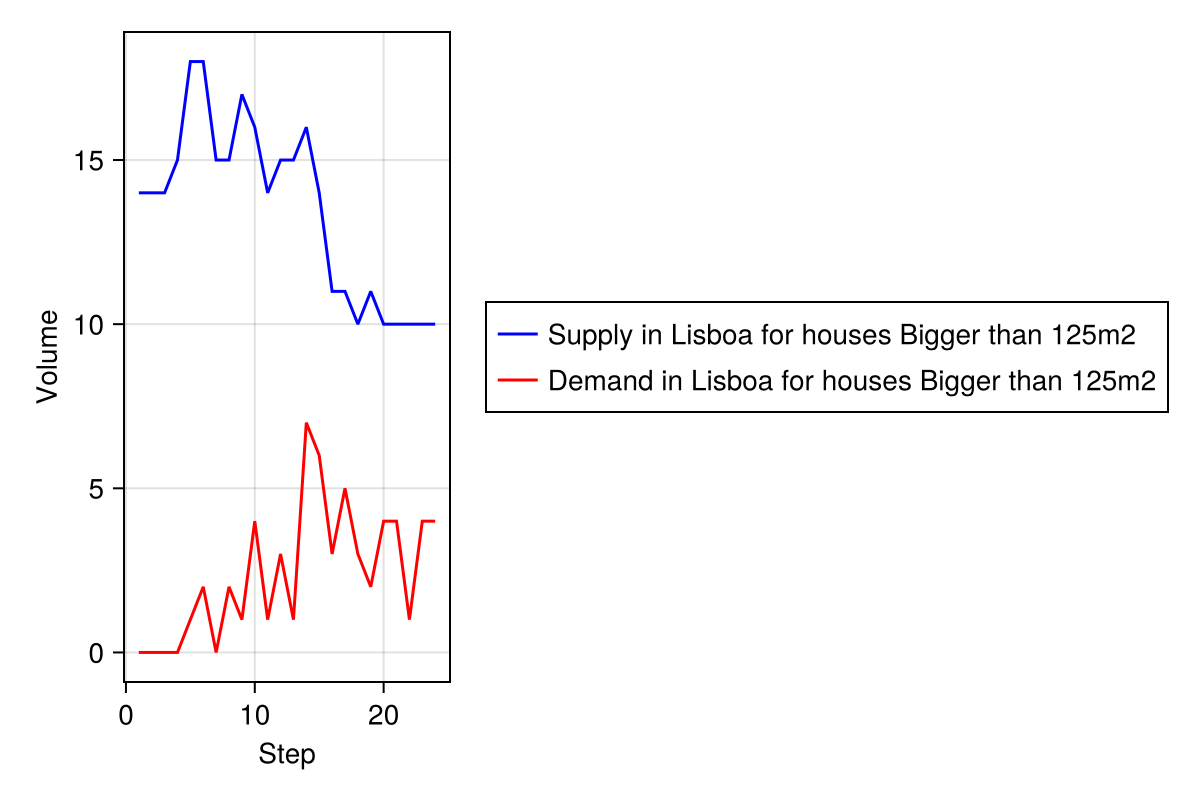 Volume
15
10
5
0
0 10 20
Step
Supply in Lisboa for houses Bigger than 125m2
Demand in Lisboa for houses Bigger than 125m2